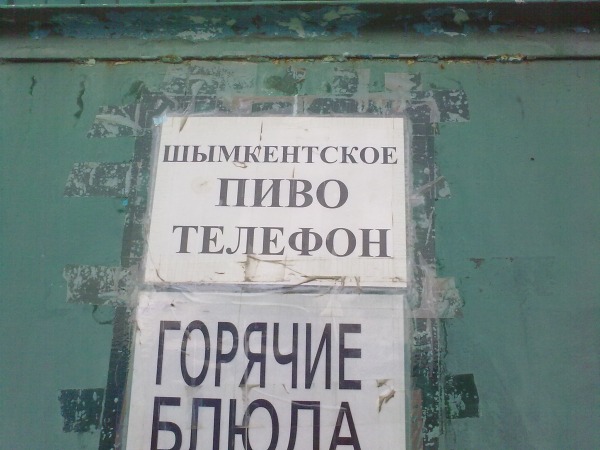 ШЫМКЕНТСКОЕ
ПИВО
ТЕЛЕФОН
ГОРЯЧИЕ
БЛЮДА